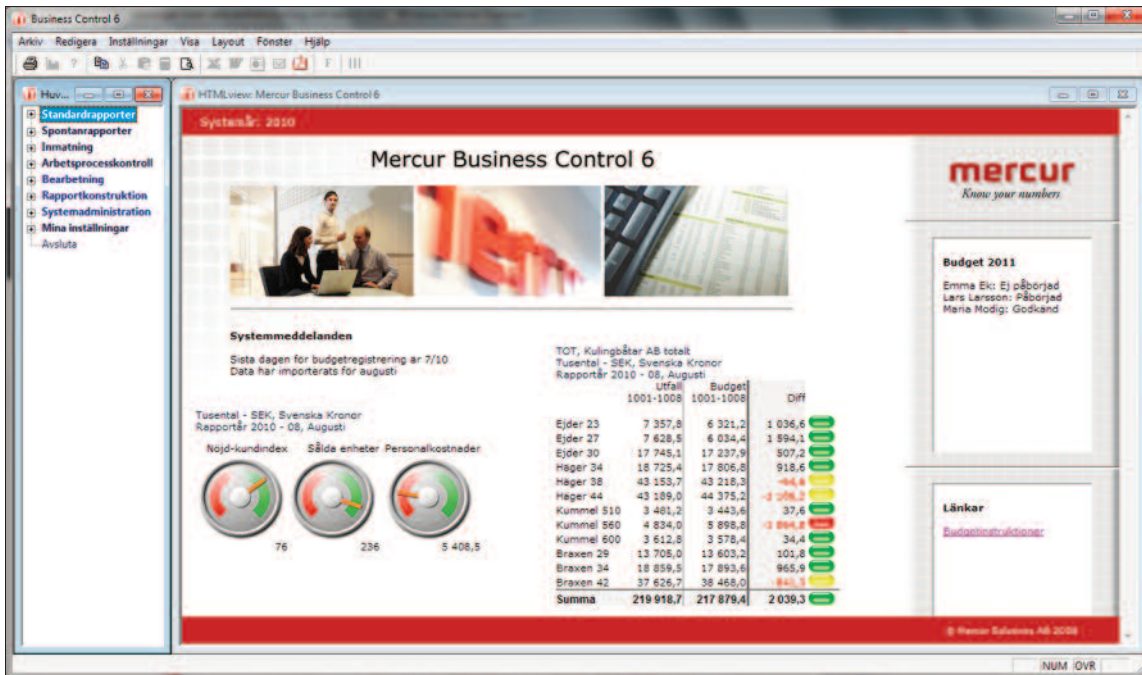 Business Control 6
Arkiv Redigera Inställningar Visa Layout Fönster Hjälp
Huv...
HTMLview: Mercur Business Control 6
Standardrapporter
Spontanrapporter
Inmatning
Arbetsprocesskontroll
Bearbetning
Rapportkonstruktion
Systemadministration
Mina inställningar
Avsluta
Systemår: 2010
Mercur Business Control 6
mercur
Know your numbers
Budget 2011
Emma Ek: Ej påbörjad
Lars Larsson: Påbörjad
Maria Modig: Godkänd
Systemmeddelanden
Sista dagen för budgetregistrering är 7/10
Data har importerats för augusti
Tusental - SEK, Svenska Kronor
Rapportår 2010 - 08, Augusti
Nöjd-kundindex Sålda enheter Personalkostnader
76 236 5 408,5
TOT, Kulingbåtar AB totalt
Tusental - SEK, Svenska Kronor
Rapportår 2010 - 08, Augusti
Utfall Budget
1001-1008 1001-1008 Diff
Ejder 23 7 357,8 6 321,2 1 036,6
Ejder 27 7 628,5 6 034,4 1 594,1
Ejder 30 17 745,1 17 237,9 507,2
Häger 34 18 725,4 17 806,8 918,6
Häger 38 43 153,7 43 218,3
Häger 44 43 189,0 44 375,2
Kummel 510 3 481,2 3 443,6 37,6
Kummel 560 4 834,0 5 898,8
Kummel 600 3 612,8 3 578,4 34,4
Braxen 29 13 705,0 13 603,2 101,8
Braxen 34 18 859,5 17 893,6 965,9
Braxen 42 37 626,7 38 468,0
Summa 219 918,7 217 879,4 2 039,3
Länkar
Budgetinstruktioner
© Mercur Solutions AB 2008
NUM OVR